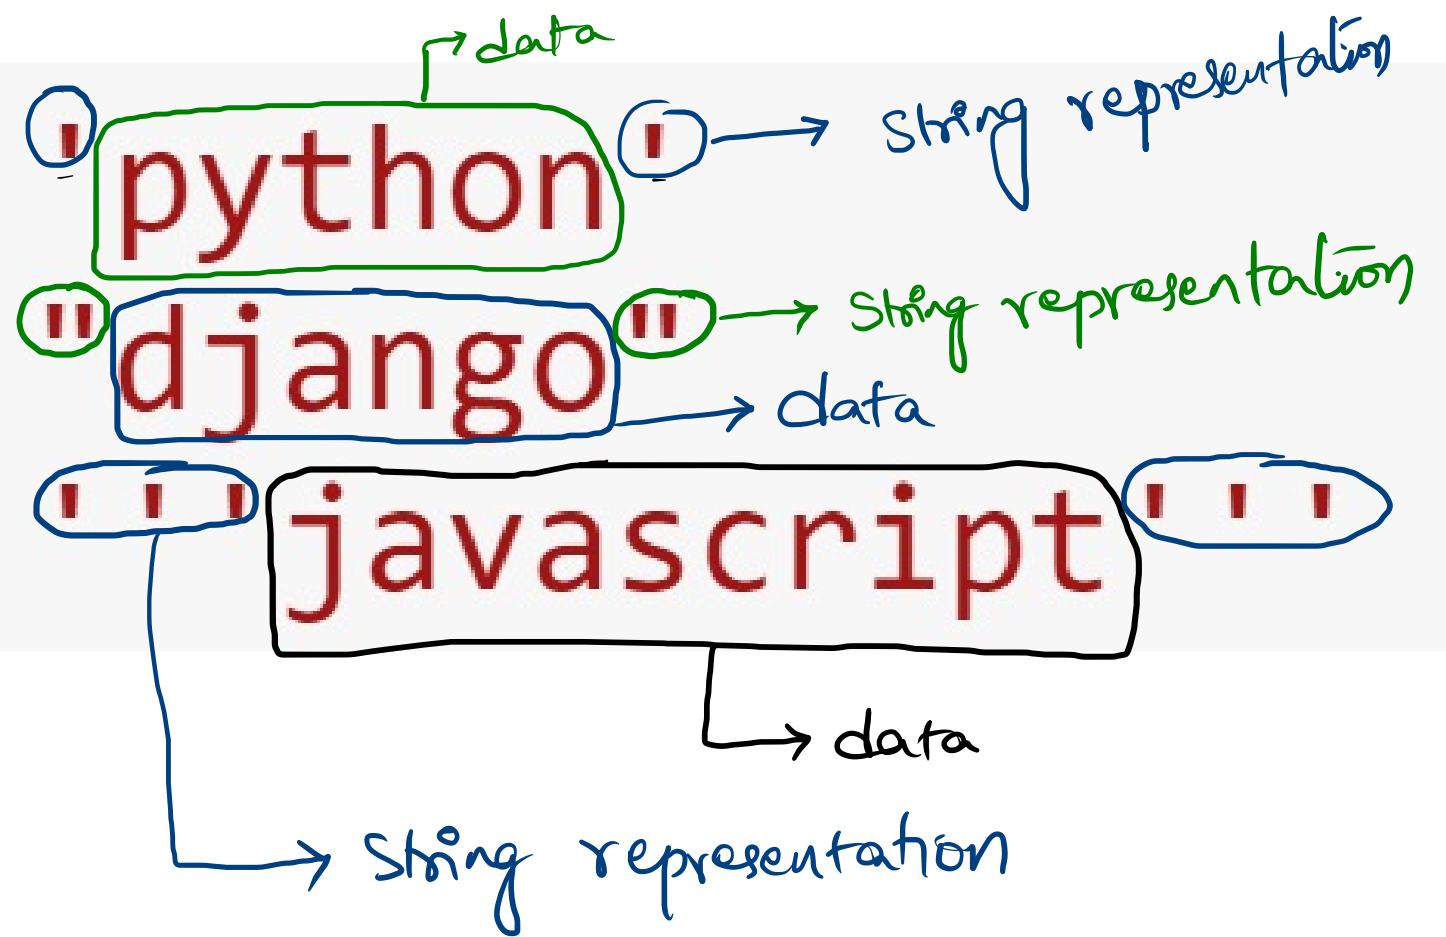 data
'python'
string representation
"django"
string representation
data
'''javascript'''
data
string representation